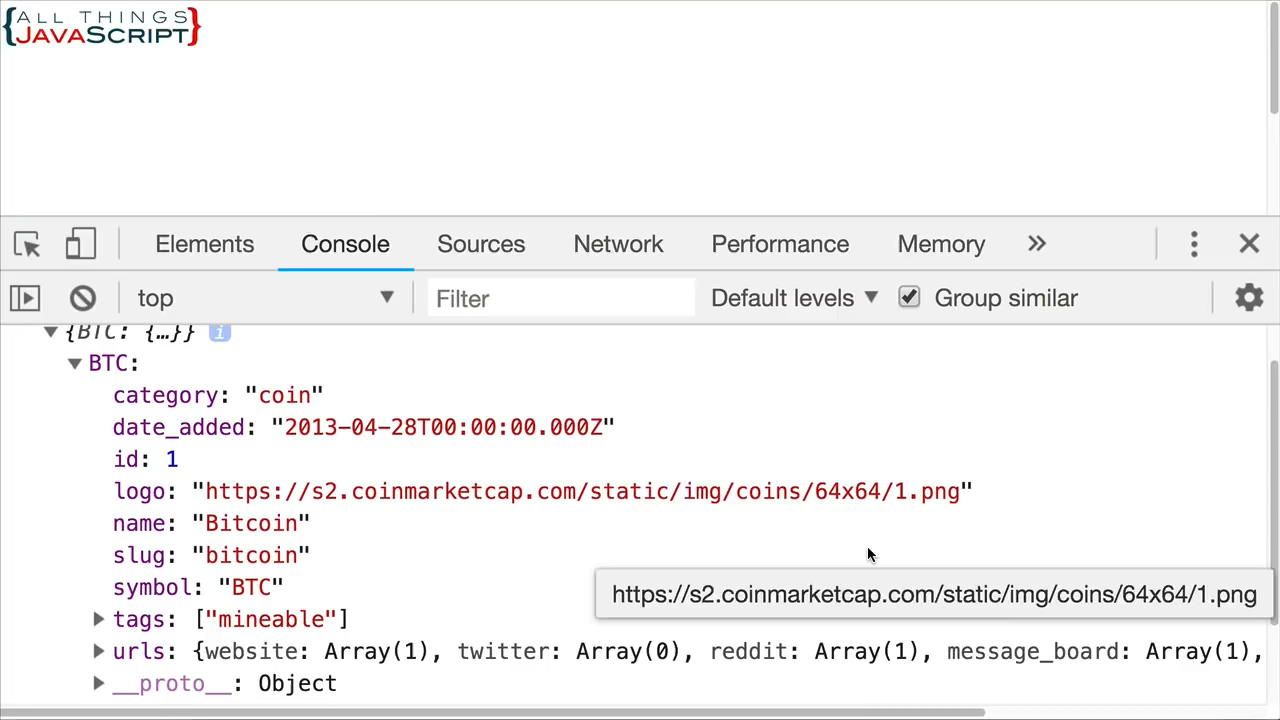 {ALL THINGS
JAVASCRIPT}
Elements Console Sources Network Performance Memory »
top Filter Default levels Group similar
{BTC: {…}} i
BTC:
category: "coin"
date_added: "2013-04-28T00:00:00.000Z"
id: 1
logo: "https://s2.coinmarketcap.com/static/img/coins/64x64/1.png"
name: "Bitcoin"
slug: "bitcoin"
symbol: "BTC"
https://s2.coinmarketcap.com/static/img/coins/64x64/1.png
tags: ["mineable"]
urls: {website: Array(1), twitter: Array(0), reddit: Array(1), message_board: Array(1),
__proto__: Object